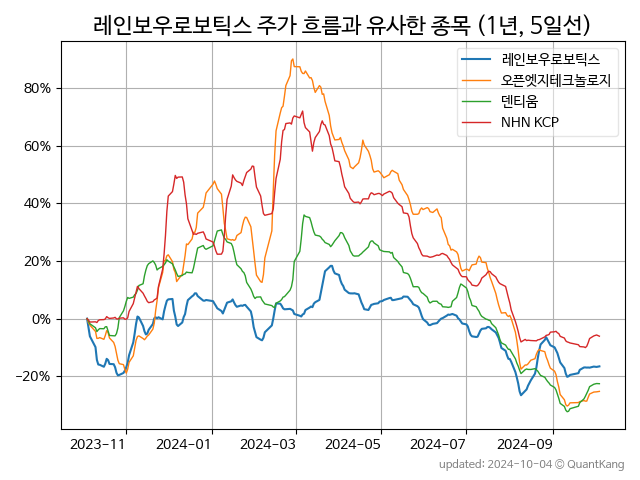 레인보우로보틱스 주가 흐름과 유사한 종목 (1년, 5일선)
레인보우로보틱스
오픈엣지테크놀로지
덴티움
NHN KCP
80%
60%
40%
20%
0%
−20%
2023-11
2024-01
2024-03
2024-05
2024-07
2024-09
updated: 2024-10-04 © QuantKang